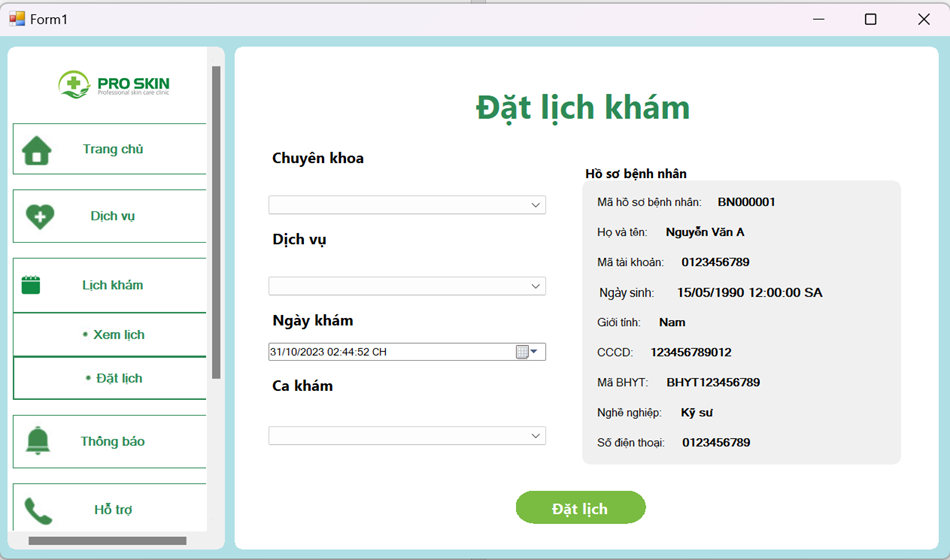 Form1
PRO SKIN
Professional skin care clinic
Trang chủ
Dịch vụ
Lịch khám
• Xem lịch
• Đặt lịch
Thông báo
Hỗ trợ
Đặt lịch khám
Chuyên khoa
Dịch vụ
Ngày khám
31/10/2023 02:44:52 CH
Ca khám
Hồ sơ bệnh nhân
Mã hồ sơ bệnh nhân: BN000001
Họ và tên: Nguyễn Văn A
Mã tài khoản: 0123456789
Ngày sinh: 15/05/1990 12:00:00 SA
Giới tính: Nam
CCCD: 123456789012
Mã BHYT: BHYT123456789
Nghề nghiệp: Kỹ sư
Số điện thoại: 0123456789
Đặt lịch